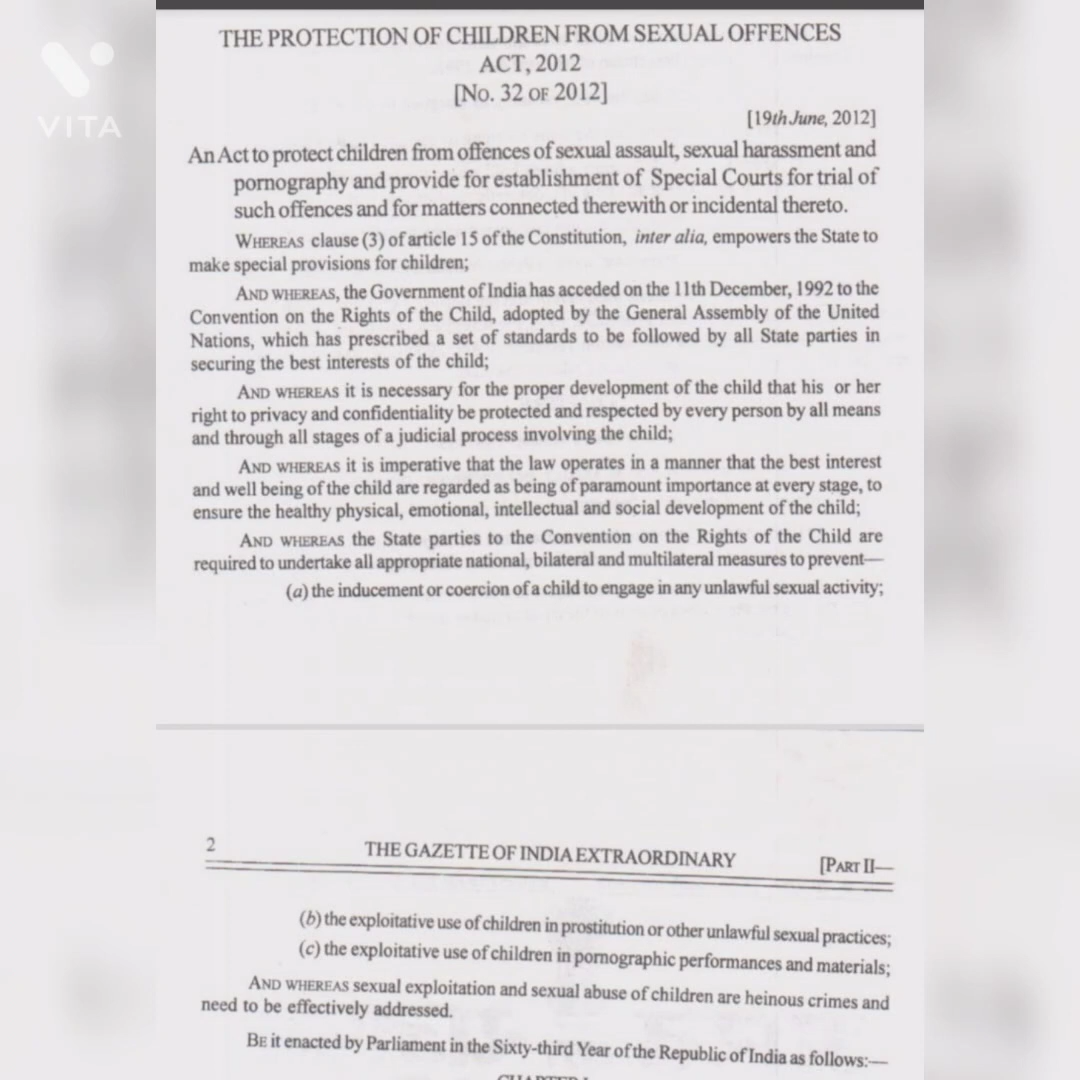 VITA
THE PROTECTION OF CHILDREN FROM SEXUAL OFFENCES
ACT, 2012
[NO. 32 OF 2012]
[19th June, 2012]
An Act to protect children from offences of sexual assault, sexual harassment and
pornography and provide for establishment of Special Courts for trial of
such offences and for matters connected therewith or incidental thereto.
WHEREAS clause (3) of article 15 of the Constitution, inter alia, empowers the State to
make special provisions for children;
AND WHEREAS, the Government of India has acceded on the 11th December, 1992 to the
Convention on the Rights of the Child, adopted by the General Assembly of the United
Nations, which has prescribed a set of standards to be followed by all State parties in
securing the best interests of the child;
AND WHEREAS it is necessary for the proper development of the child that his or her
right to privacy and confidentiality be protected and respected by every person by all means
and through all stages of a judicial process involving the child;
AND WHEREAS it is imperative that the law operates in a manner that the best interest
and well being of the child are regarded as being of paramount importance at every stage, to
ensure the healthy physical, emotional, intellectual and social development of the child;
AND WHEREAS the State parties to the Convention on the Rights of the Child are
required to undertake all appropriate national, bilateral and multilateral measures to prevent—
(a) the inducement or coercion of a child to engage in any unlawful sexual activity;
2 THE GAZETTE OF INDIA EXTRAORDINARY [PART II—
(b) the exploitative use of children in prostitution or other unlawful sexual practices;
(c) the exploitative use of children in pornographic performances and materials;
AND WHEREAS sexual exploitation and sexual abuse of children are heinous crimes and
need to be effectively addressed.
BE it enacted by Parliament in the Sixty-third Year of the Republic of India as follows:—